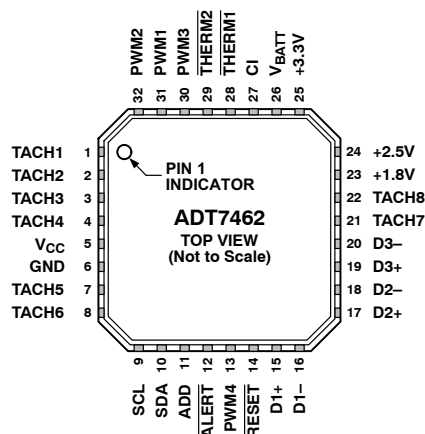 PWM2
PWM1
PWM3
THERM2
THERM1
CI
VBATT
+3.3V
32 31 30 29 28 27 26 25
TACH1 1
TACH2 2
TACH3 3
TACH4 4
VCC 5
GND 6
TACH5 7
TACH6 8
PIN 1
INDICATOR
ADT7462
TOP VIEW
(Not to Scale)
24 +2.5V
23 +1.8V
22 TACH8
21 TACH7
20 D3–
19 D3+
18 D2–
17 D2+
9 10 11 12 13 14 15 16
SCL
SDA
ADD
ALERT
PWM4
RESET
D1+
D1–